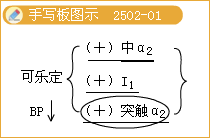 手写板图示 2502-01
(+) 中α₂
可乐定
(+) I₁
BP↓
(+) 突触α₂